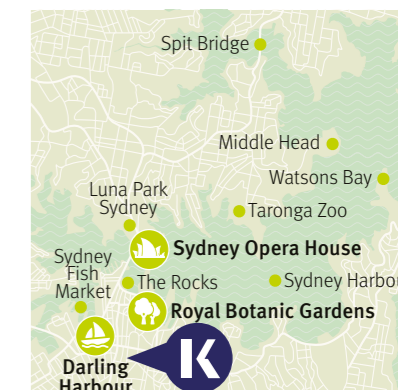 Spit Bridge
Middle Head
Watsons Bay
Luna Park
Sydney
Taronga Zoo
Sydney Opera House
Sydney
Fish
Market
The Rocks
Sydney Harbou
Royal Botanic Gardens
K
Darling
Harbour